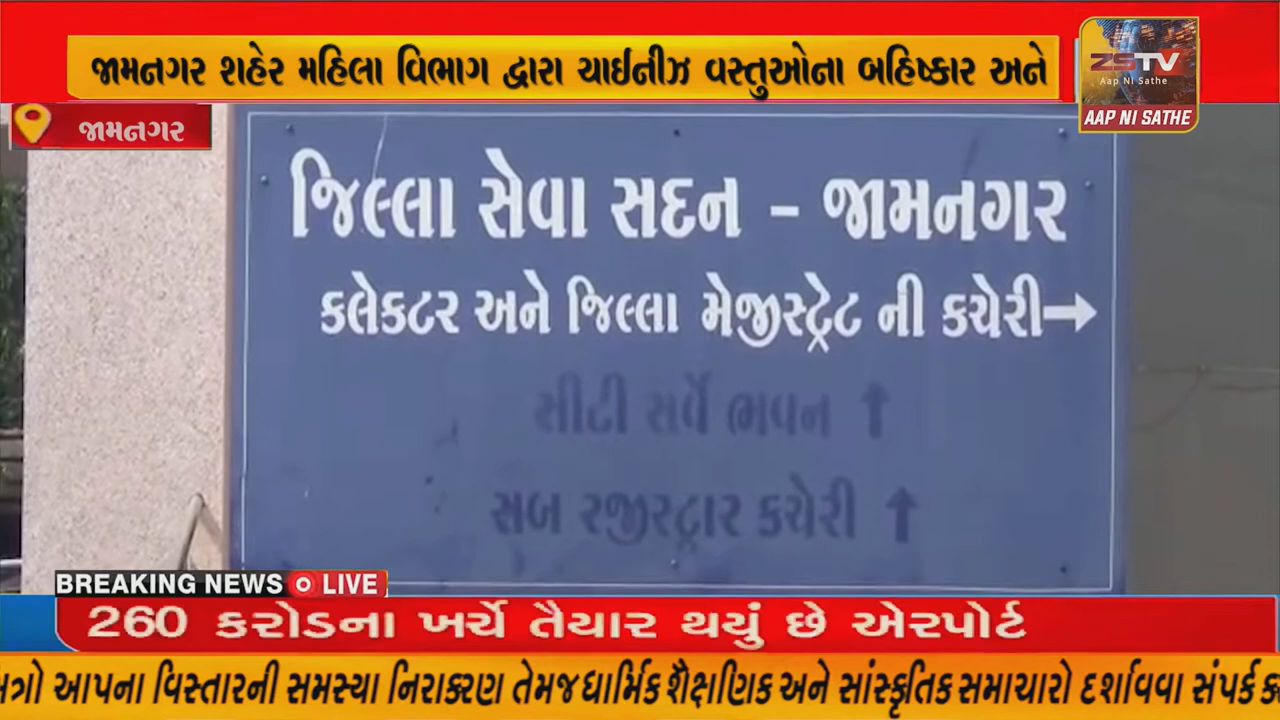 જામનગર શહેર મહિલા વિભાગ દ્વારા ચાઈનીઝ વસ્તુઓના બહિષ્કાર અને
ZSTV
Aap Ni Sathe
AAP NI SATHE
જામનગર
જિલ્લા સેવા સદન - જામનગર
કલેકટર અને જિલ્લા મેજીસ્ટ્રેટ ની કચેરી→
સીટી સર્વે ભવન ↑
સબ રજીસ્ટ્રાર કચેરી ↑
BREAKING NEWS LIVE
260 કરોડના ખર્ચે તૈયાર થયું છે એરપોર્ટ
આપના વિસ્તારની સમસ્યા નિરાકરણ તેમજ ધાર્મિક શૈક્ષણિક અને સાંસ્કૃતિક સમાચારો દર્શાવવા સંપર્ક